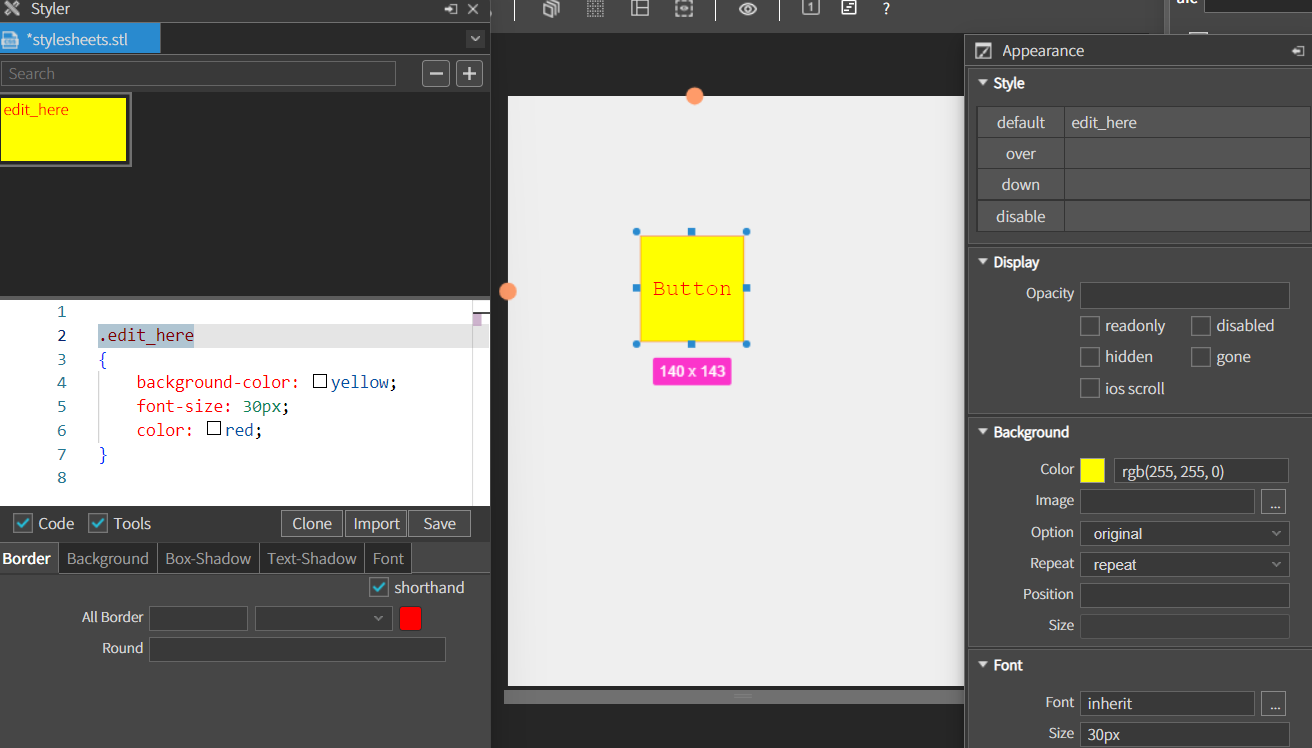 Styler
*stylesheets.stl
Search
edit_here
1
2 .edit_here
3 {
4 background-color: yellow;
5 font-size: 30px;
6 color: red;
7 }
8
Code Tools Clone Import Save
Border Background Box-Shadow Text-Shadow Font
shorthand
All Border
Round
1 ?
Button
140 x 143
Appearance
Style
default edit_here
over
down
disable
Display
Opacity
readonly disabled
hidden gone
ios scroll
Background
Color rgb(255, 255, 0)
Image ...
Option original
Repeat repeat
Position
Size
Font
Font inherit ...
Size 30px